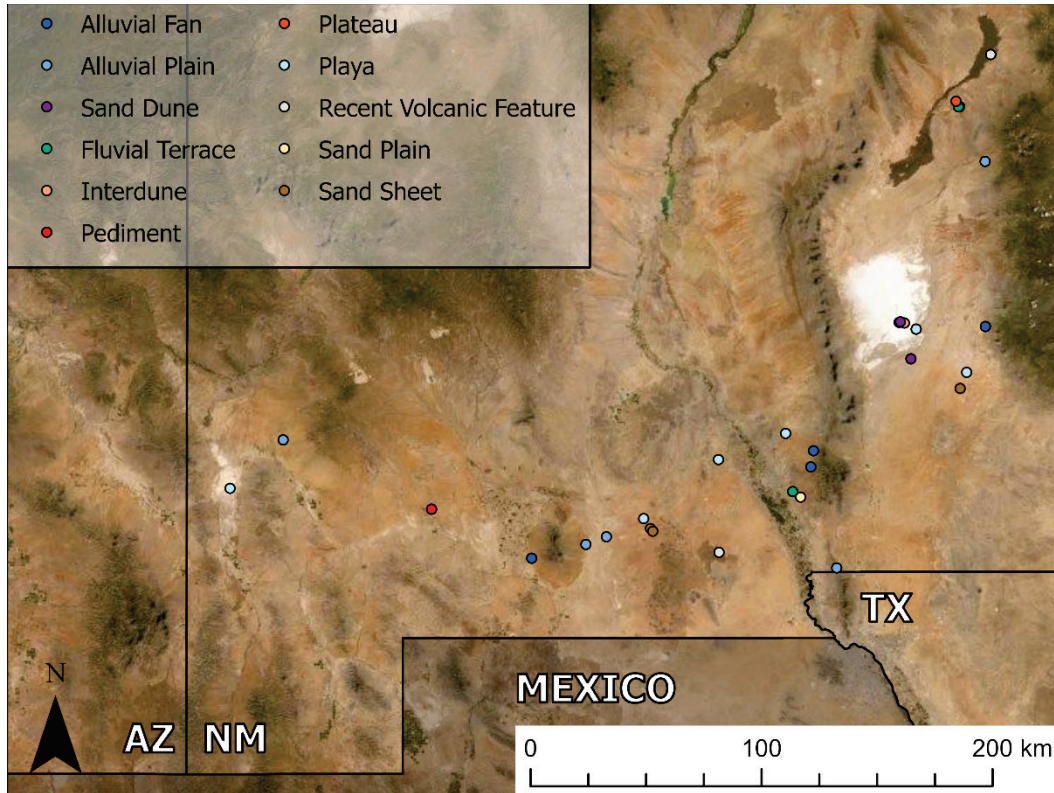 Alluvial Fan
Plateau
Alluvial Plain
Playa
Sand Dune
Recent Volcanic Feature
Fluvial Terrace
Sand Plain
Interdune
Sand Sheet
Pediment
TX
N
MEXICO
AZ
NM
0
100
200 km